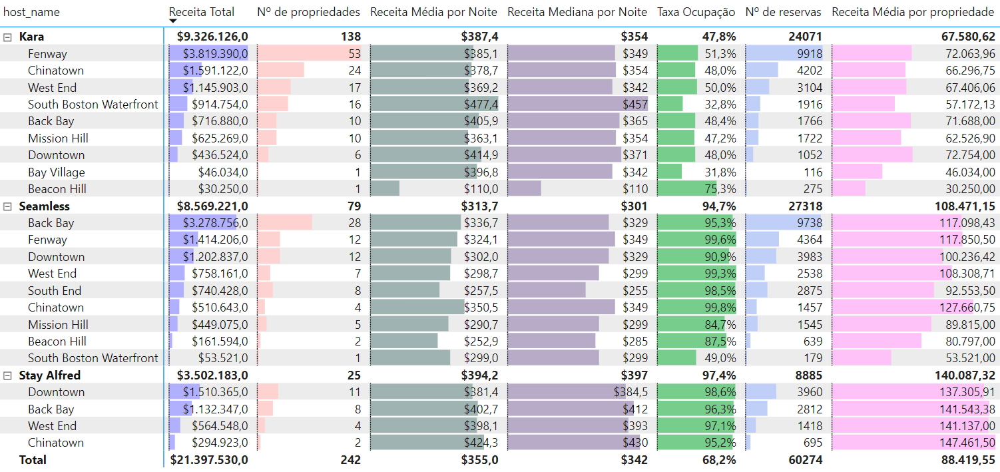 host_name Receita Total Nº de propriedades Receita Média por Noite Receita Mediana por Noite Taxa Ocupação Nº de reservas Receita Média por propriedade
Kara $9.326.126,0 138 $387,4 $354 47,8% 24071 67.580,62
Fenway $3.819.390,0 53 $385,1 $349 51,3% 9918 72.063,96
Chinatown $1.591.122,0 24 $378,7 $354 48,0% 4202 66.296,75
West End $1.145.903,0 17 $369,2 $342 50,0% 3104 67.406,06
South Boston Waterfront $914.754,0 16 $477,4 $457 32,8% 1916 57.172,13
Back Bay $716.880,0 10 $405,9 $365 48,4% 1766 71.688,00
Mission Hill $625.269,0 10 $363,1 $354 47,2% 1722 62.526,90
Downtown $436.524,0 6 $414,9 $371 48,0% 1052 72.754,00
Bay Village $46.034,0 1 $396,8 $342 31,8% 116 46.034,00
Beacon Hill $30.250,0 1 $110,0 $110 75,3% 275 30.250,00
Seamless $8.569.221,0 79 $313,7 $301 94,7% 27318 108.471,15
Back Bay $3.278.756,0 28 $336,7 $329 95,3% 9738 117.098,43
Fenway $1.414.206,0 12 $324,1 $349 99,6% 4364 117.850,50
Downtown $1.202.837,0 12 $302,0 $329 90,9% 3983 100.236,42
West End $758.161,0 7 $298,7 $299 99,3% 2538 108.308,71
South End $740.428,0 8 $257,5 $255 98,5% 2875 92.553,50
Chinatown $510.643,0 4 $350,5 $349 99,8% 1457 127.660,75
Mission Hill $449.075,0 5 $290,7 $299 84,7% 1545 89.815,00
Beacon Hill $161.594,0 2 $252,9 $285 87,5% 639 80.797,00
South Boston Waterfront $53.521,0 1 $299,0 $299 49,0% 179 53.521,00
Stay Alfred $3.502.183,0 25 $394,2 $397 97,4% 8885 140.087,32
Downtown $1.510.365,0 11 $381,4 $384,5 98,6% 3960 137.305,91
Back Bay $1.132.347,0 8 $402,7 $412 96,3% 2812 141.543,38
West End $564.548,0 4 $398,1 $393 97,1% 1418 141.137,00
Chinatown $294.923,0 2 $424,3 $430 95,2% 695 147.461,50
Total $21.397.530,0 242 $355,0 $342 68,2% 60274 88.419,55